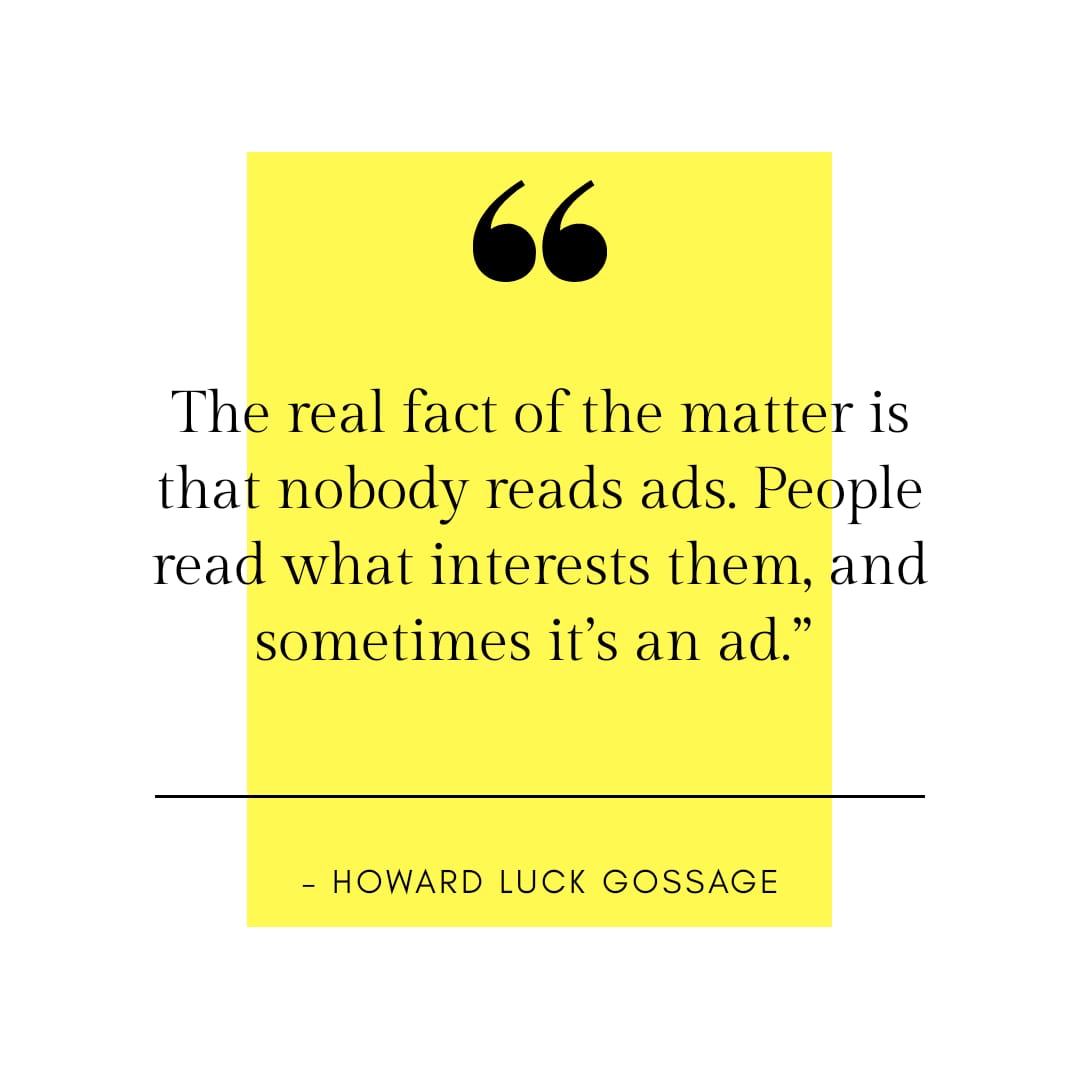 “
The real fact of the matter is
that nobody reads ads. People
read what interests them, and
sometimes it’s an ad.”
– HOWARD LUCK GOSSAGE